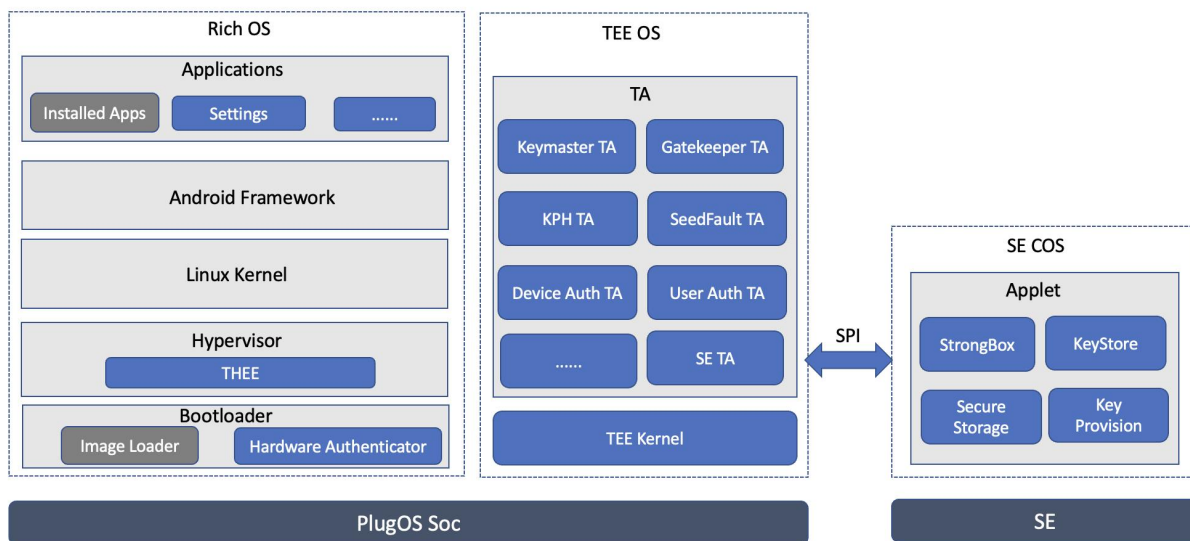 Rich OS
Applications
Installed Apps
Settings
......
Android Framework
Linux Kernel
Hypervisor
THEE
Bootloader
Image Loader
Hardware Authenticator
TEE OS
TA
Keymaster TA
Gatekeeper TA
KPH TA
SeedFault TA
Device Auth TA
User Auth TA
......
SE TA
TEE Kernel
SPI
SE COS
Applet
StrongBox
KeyStore
Secure
Storage
Key
Provision
PlugOS Soc
SE